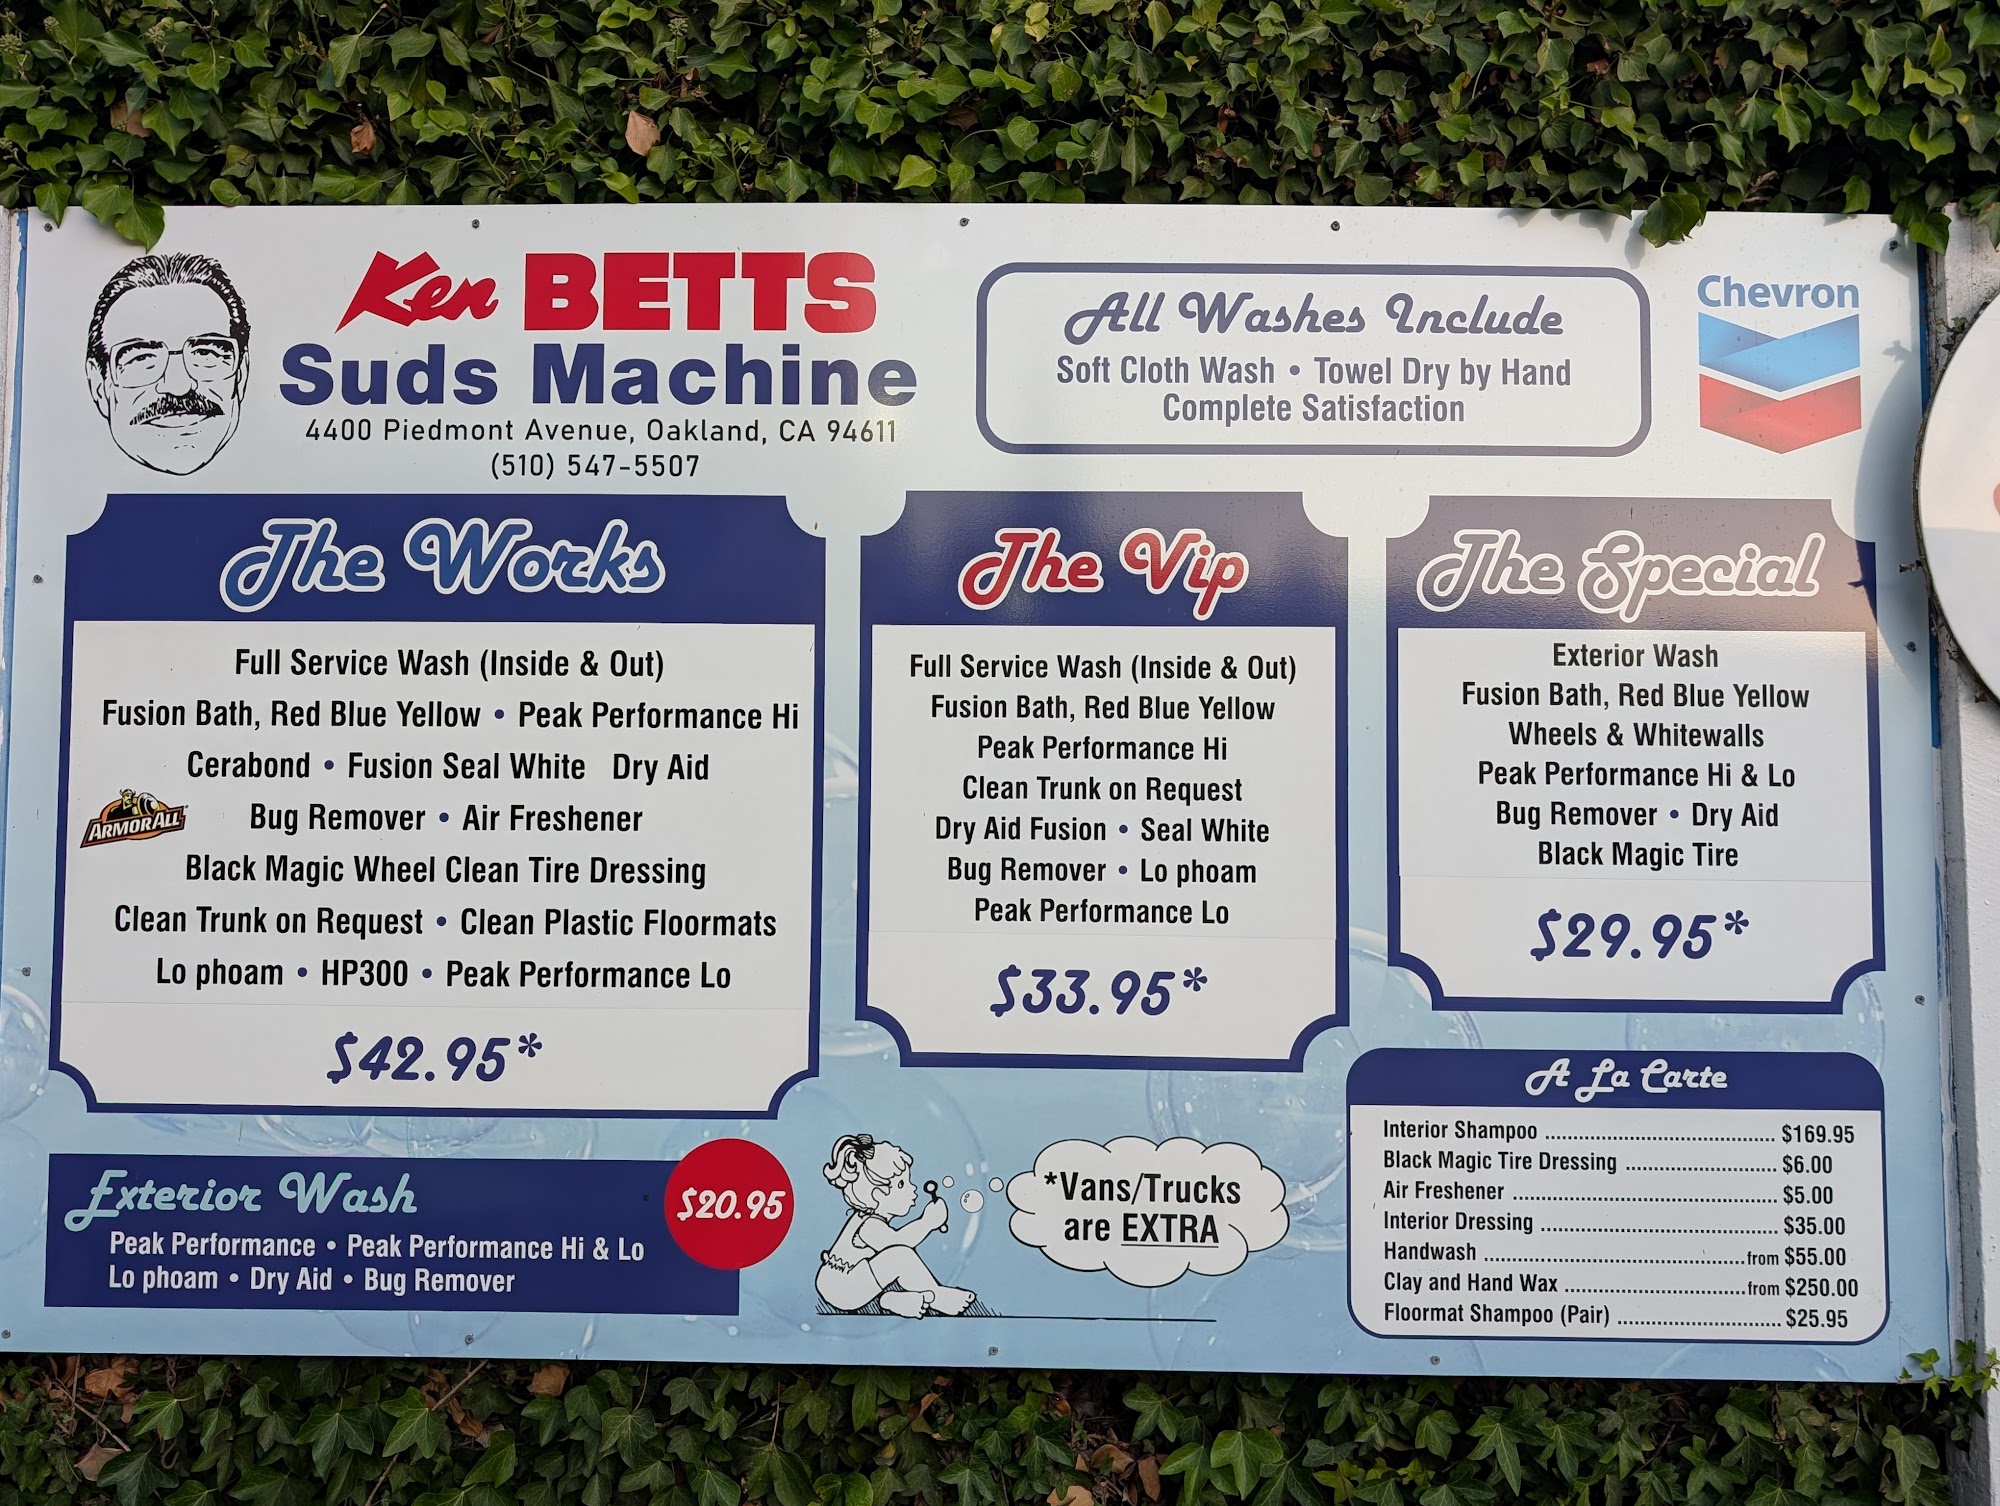 Ken BETTS
Suds Machine
4400 Piedmont Avenue, Oakland, CA 94611
(510) 547-5507
All Washes Include
Soft Cloth Wash • Towel Dry by Hand
Complete Satisfaction
Chevron
The Works
Full Service Wash (Inside & Out)
Fusion Bath, Red Blue Yellow • Peak Performance Hi
Cerabond • Fusion Seal White Dry Aid
ARMOR ALL
Bug Remover • Air Freshener
Black Magic Wheel Clean Tire Dressing
Clean Trunk on Request • Clean Plastic Floormats
Lo phoam • HP300 • Peak Performance Lo
$42.95*
The Vip
Full Service Wash (Inside & Out)
Fusion Bath, Red Blue Yellow
Peak Performance Hi
Clean Trunk on Request
Dry Aid Fusion • Seal White
Bug Remover • Lo phoam
Peak Performance Lo
$33.95*
The Special
Exterior Wash
Fusion Bath, Red Blue Yellow
Wheels & Whitewalls
Peak Performance Hi & Lo
Bug Remover • Dry Aid
Black Magic Tire
$29.95*
Exterior Wash
$20.95
Peak Performance • Peak Performance Hi & Lo
Lo phoam • Dry Aid • Bug Remover
*Vans/Trucks
are EXTRA
A La Carte
Interior Shampoo ........ $169.95
Black Magic Tire Dressing ........ $6.00
Air Freshener ........ $5.00
Interior Dressing ........ $35.00
Handwash ........ from $55.00
Clay and Hand Wax ........ from $250.00
Floormat Shampoo (Pair) ........ $25.95